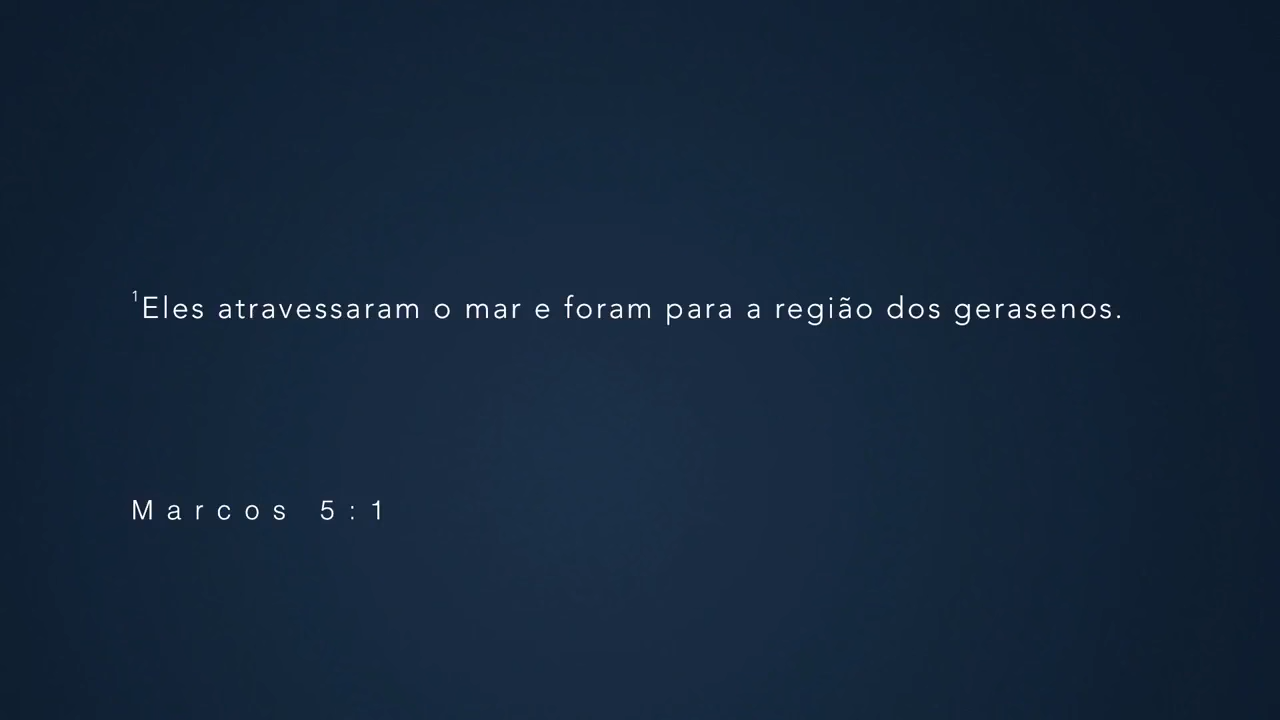 ¹Eles atravessaram o mar e foram para a região dos gerasenos.
Marcos 5:1